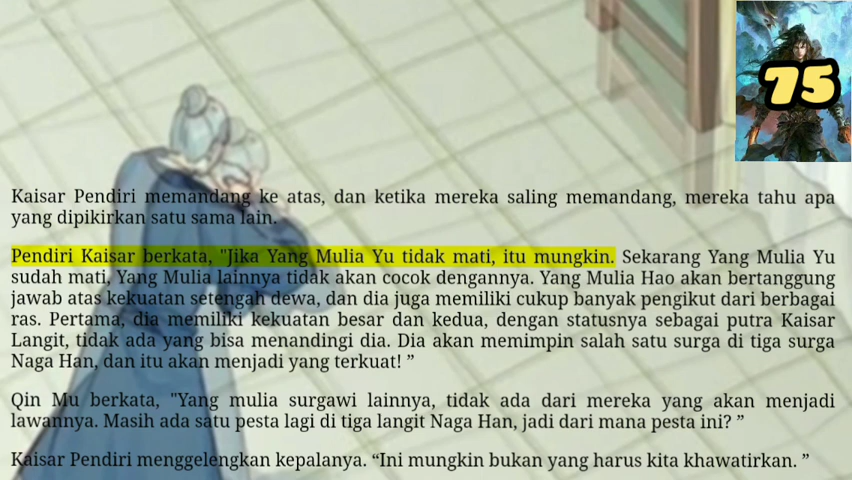 75
Kaisar Pendiri memandang ke atas, dan ketika mereka saling memandang, mereka tahu apa
yang dipikirkan satu sama lain.
Pendiri Kaisar berkata, "Jika Yang Mulia Yu tidak mati, itu mungkin. Sekarang Yang Mulia Yu
sudah mati, Yang Mulia lainnya tidak akan cocok dengannya. Yang Mulia Hao akan bertanggung
jawab atas kekuatan setengah dewa, dan dia juga memiliki cukup banyak pengikut dari berbagai
ras. Pertama, dia memiliki kekuatan besar dan kedua, dengan statusnya sebagai putra Kaisar
Langit, tidak ada yang bisa menandingi dia. Dia akan memimpin salah satu surga di tiga surga
Naga Han, dan itu akan menjadi yang terkuat! ”
Qin Mu berkata, "Yang mulia surgawi lainnya, tidak ada dari mereka yang akan menjadi
lawannya. Masih ada satu pesta lagi di tiga langit Naga Han, jadi dari mana pesta ini? ”
Kaisar Pendiri menggelengkan kepalanya. “Ini mungkin bukan yang harus kita khawatirkan. ”